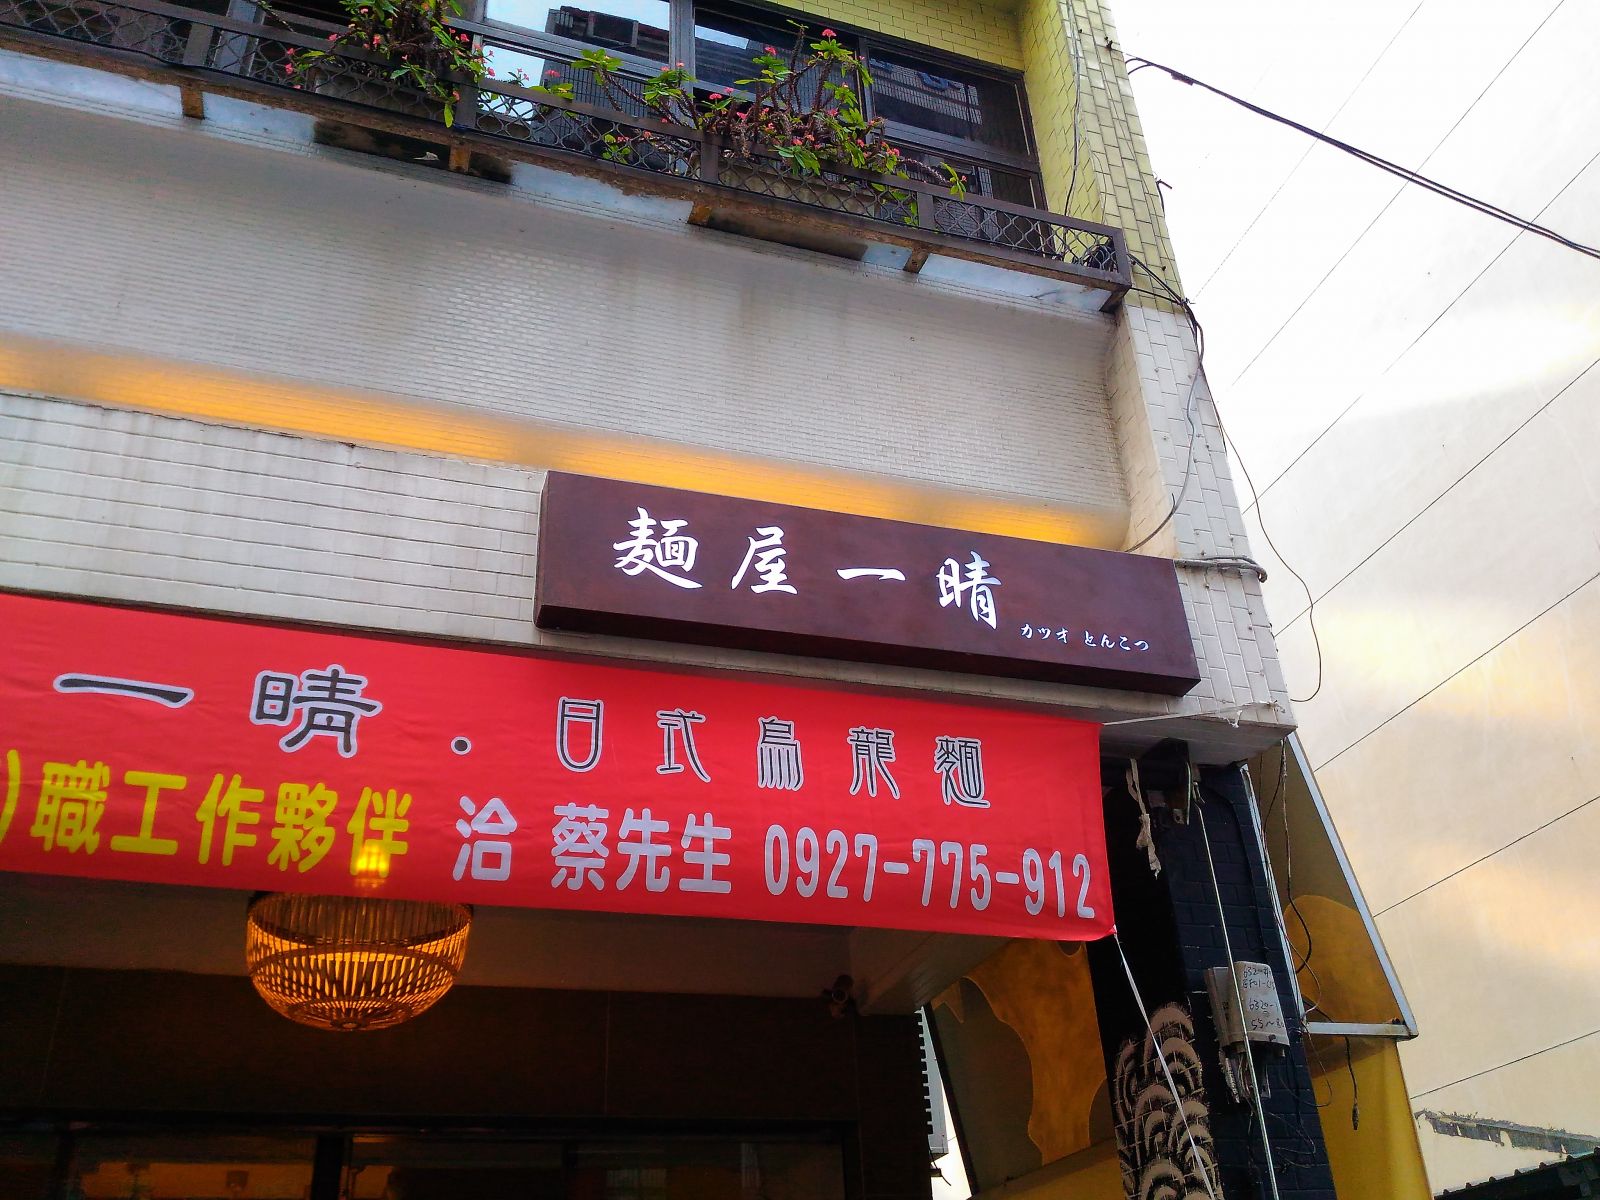 麺屋一晴
カツオ とんこつ
一晴・日式烏龍麵
)職工作夥伴 洽 蔡先生 0927-775-912